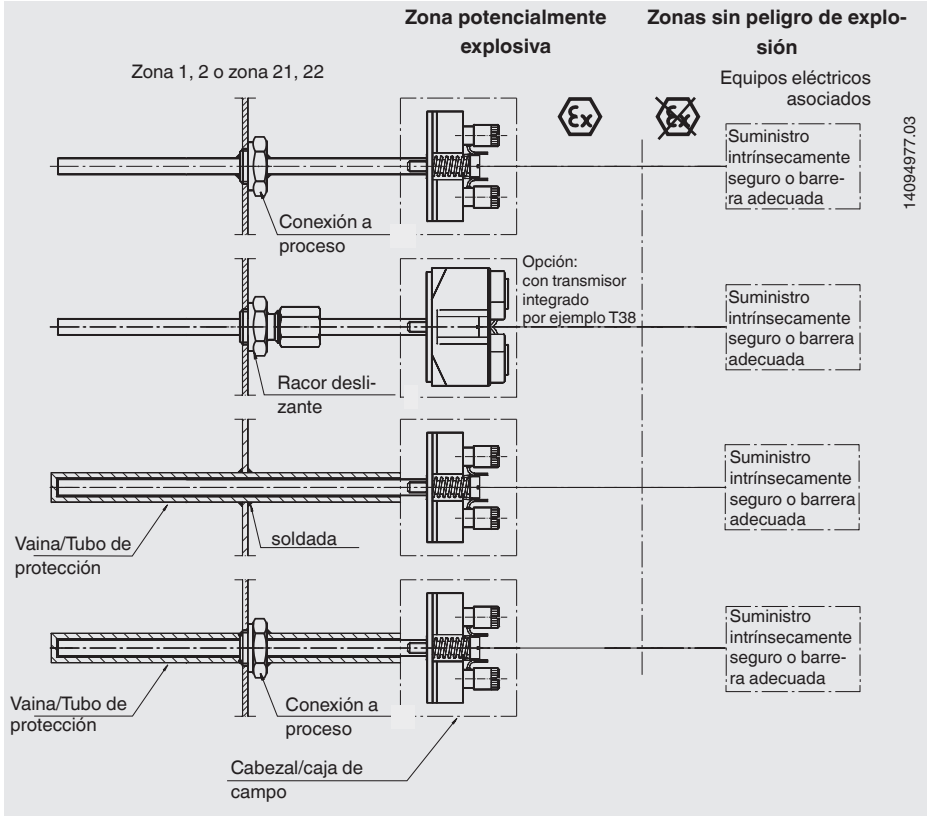 Zona potencialmente
explosiva
Zonas sin peligro de explo-
sión
Zona 1, 2 o zona 21, 22
Equipos eléctricos
asociados
14094977.03
Ex
Ex
Suministro
intrínsecamente
seguro o barre-
ra adecuada
Conexión a
proceso
Opción:
con transmisor
integrado
por ejemplo T38
Suministro
intrínsecamente
seguro o barrera
adecuada
Racor desli-
zante
Suministro
intrínsecamente
seguro o barrera
adecuada
Vaina/Tubo de
protección
soldada
Suministro
intrínsecamente
seguro o barre-
ra adecuada
Vaina/Tubo de
protección
Conexión a
proceso
Cabezal/caja de
campo